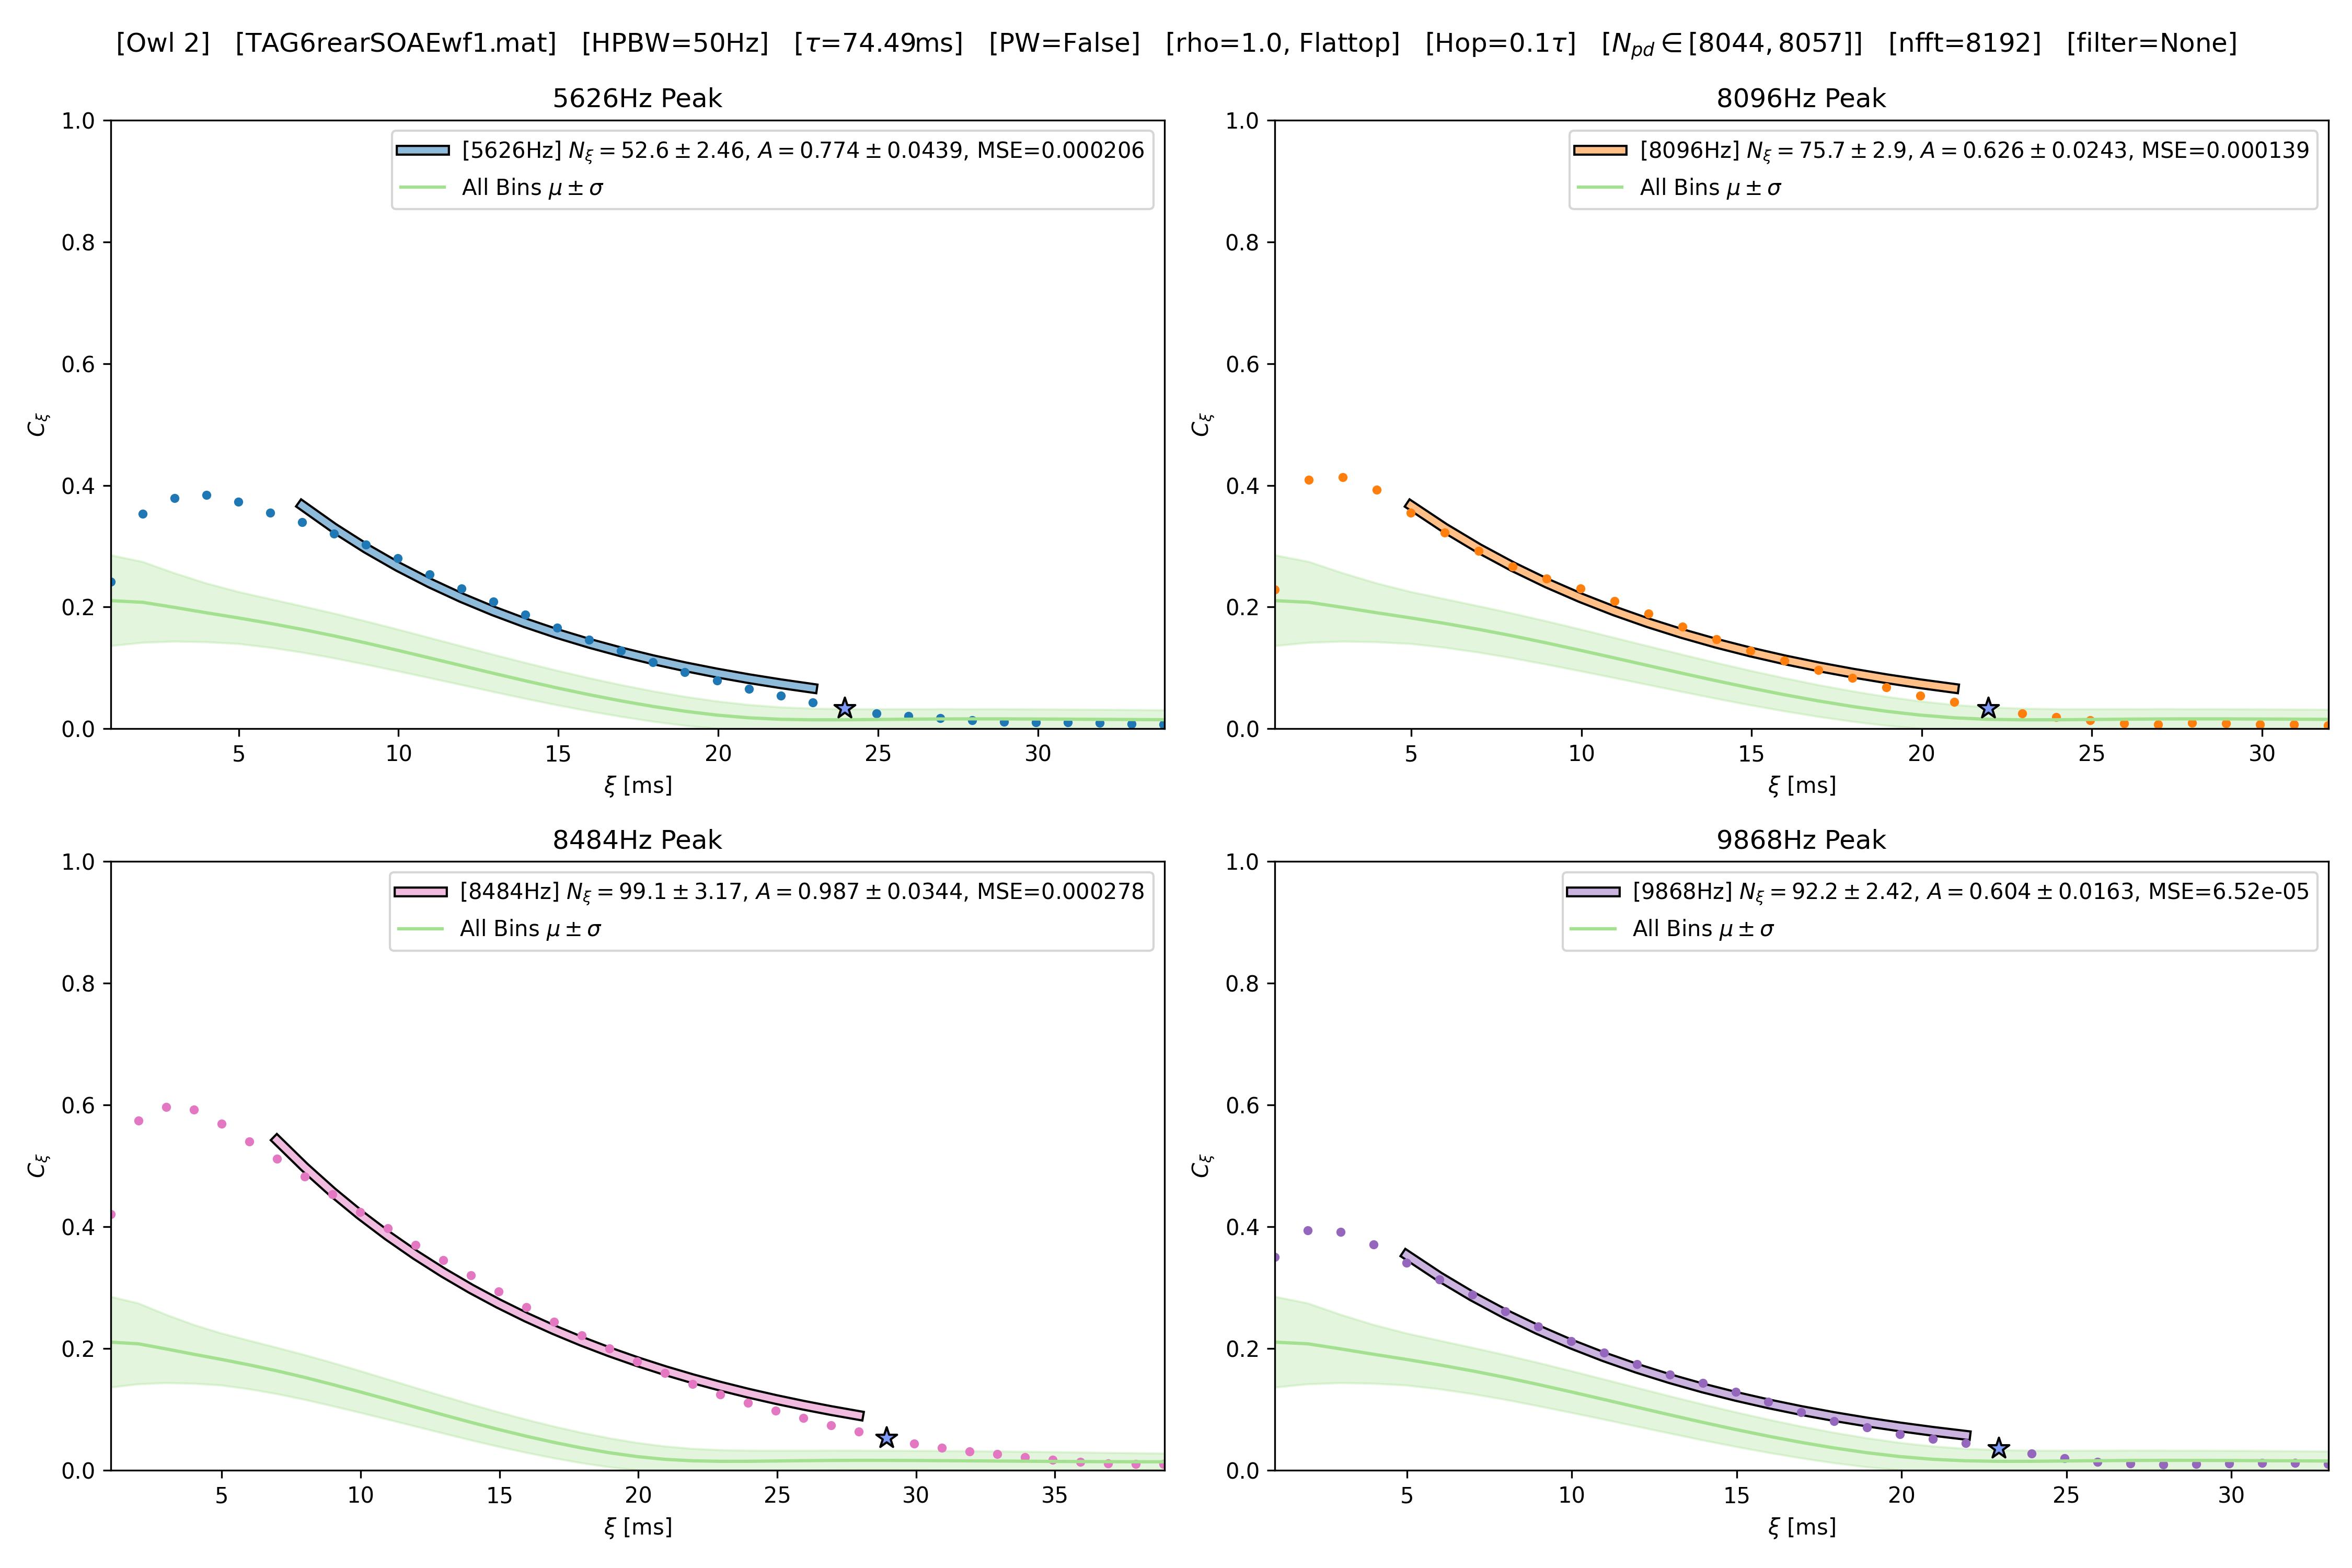 [Owl 2] [TAG6rearSOAEwf1.mat] [HPBW=50Hz] [τ=74.49ms] [PW=False] [rho=1.0, Flattop] [Hop=0.1τ] [N_pd ∈ [8044, 8057]] [nfft=8192] [filter=None]
5626Hz Peak
[5626Hz] N_ξ = 52.6 ± 2.46, A = 0.774 ± 0.0439, MSE=0.000206
All Bins μ ± σ
1.0
0.8
0.6
0.4
0.2
0.0
C_ξ
5 10 15 20 25 30
ξ [ms]
8096Hz Peak
[8096Hz] N_ξ = 75.7 ± 2.9, A = 0.626 ± 0.0243, MSE=0.000139
All Bins μ ± σ
1.0
0.8
0.6
0.4
0.2
0.0
C_ξ
5 10 15 20 25 30
ξ [ms]
8484Hz Peak
[8484Hz] N_ξ = 99.1 ± 3.17, A = 0.987 ± 0.0344, MSE=0.000278
All Bins μ ± σ
1.0
0.8
0.6
0.4
0.2
0.0
C_ξ
5 10 15 20 25 30 35
ξ [ms]
9868Hz Peak
[9868Hz] N_ξ = 92.2 ± 2.42, A = 0.604 ± 0.0163, MSE=6.52e-05
All Bins μ ± σ
1.0
0.8
0.6
0.4
0.2
0.0
C_ξ
5 10 15 20 25 30
ξ [ms]